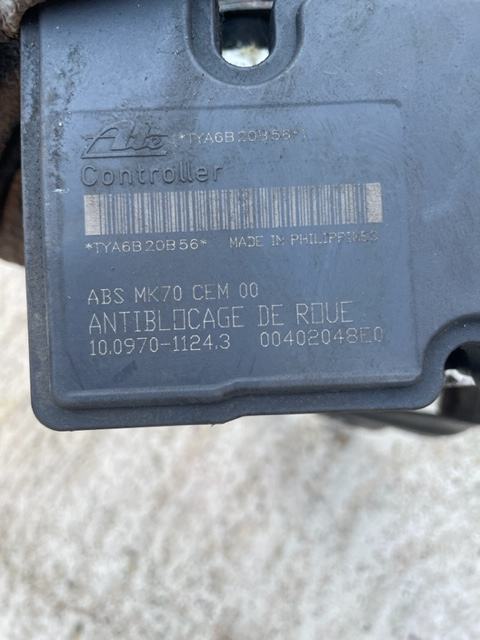 Ate *TYA6B20B56*
Controller
*TYA6B20B56* MADE IN PHILIPPINES
ABS MK70 CEM 00
ANTIBLOCAGE DE ROUE
10.0970-1124.3 00402048E0